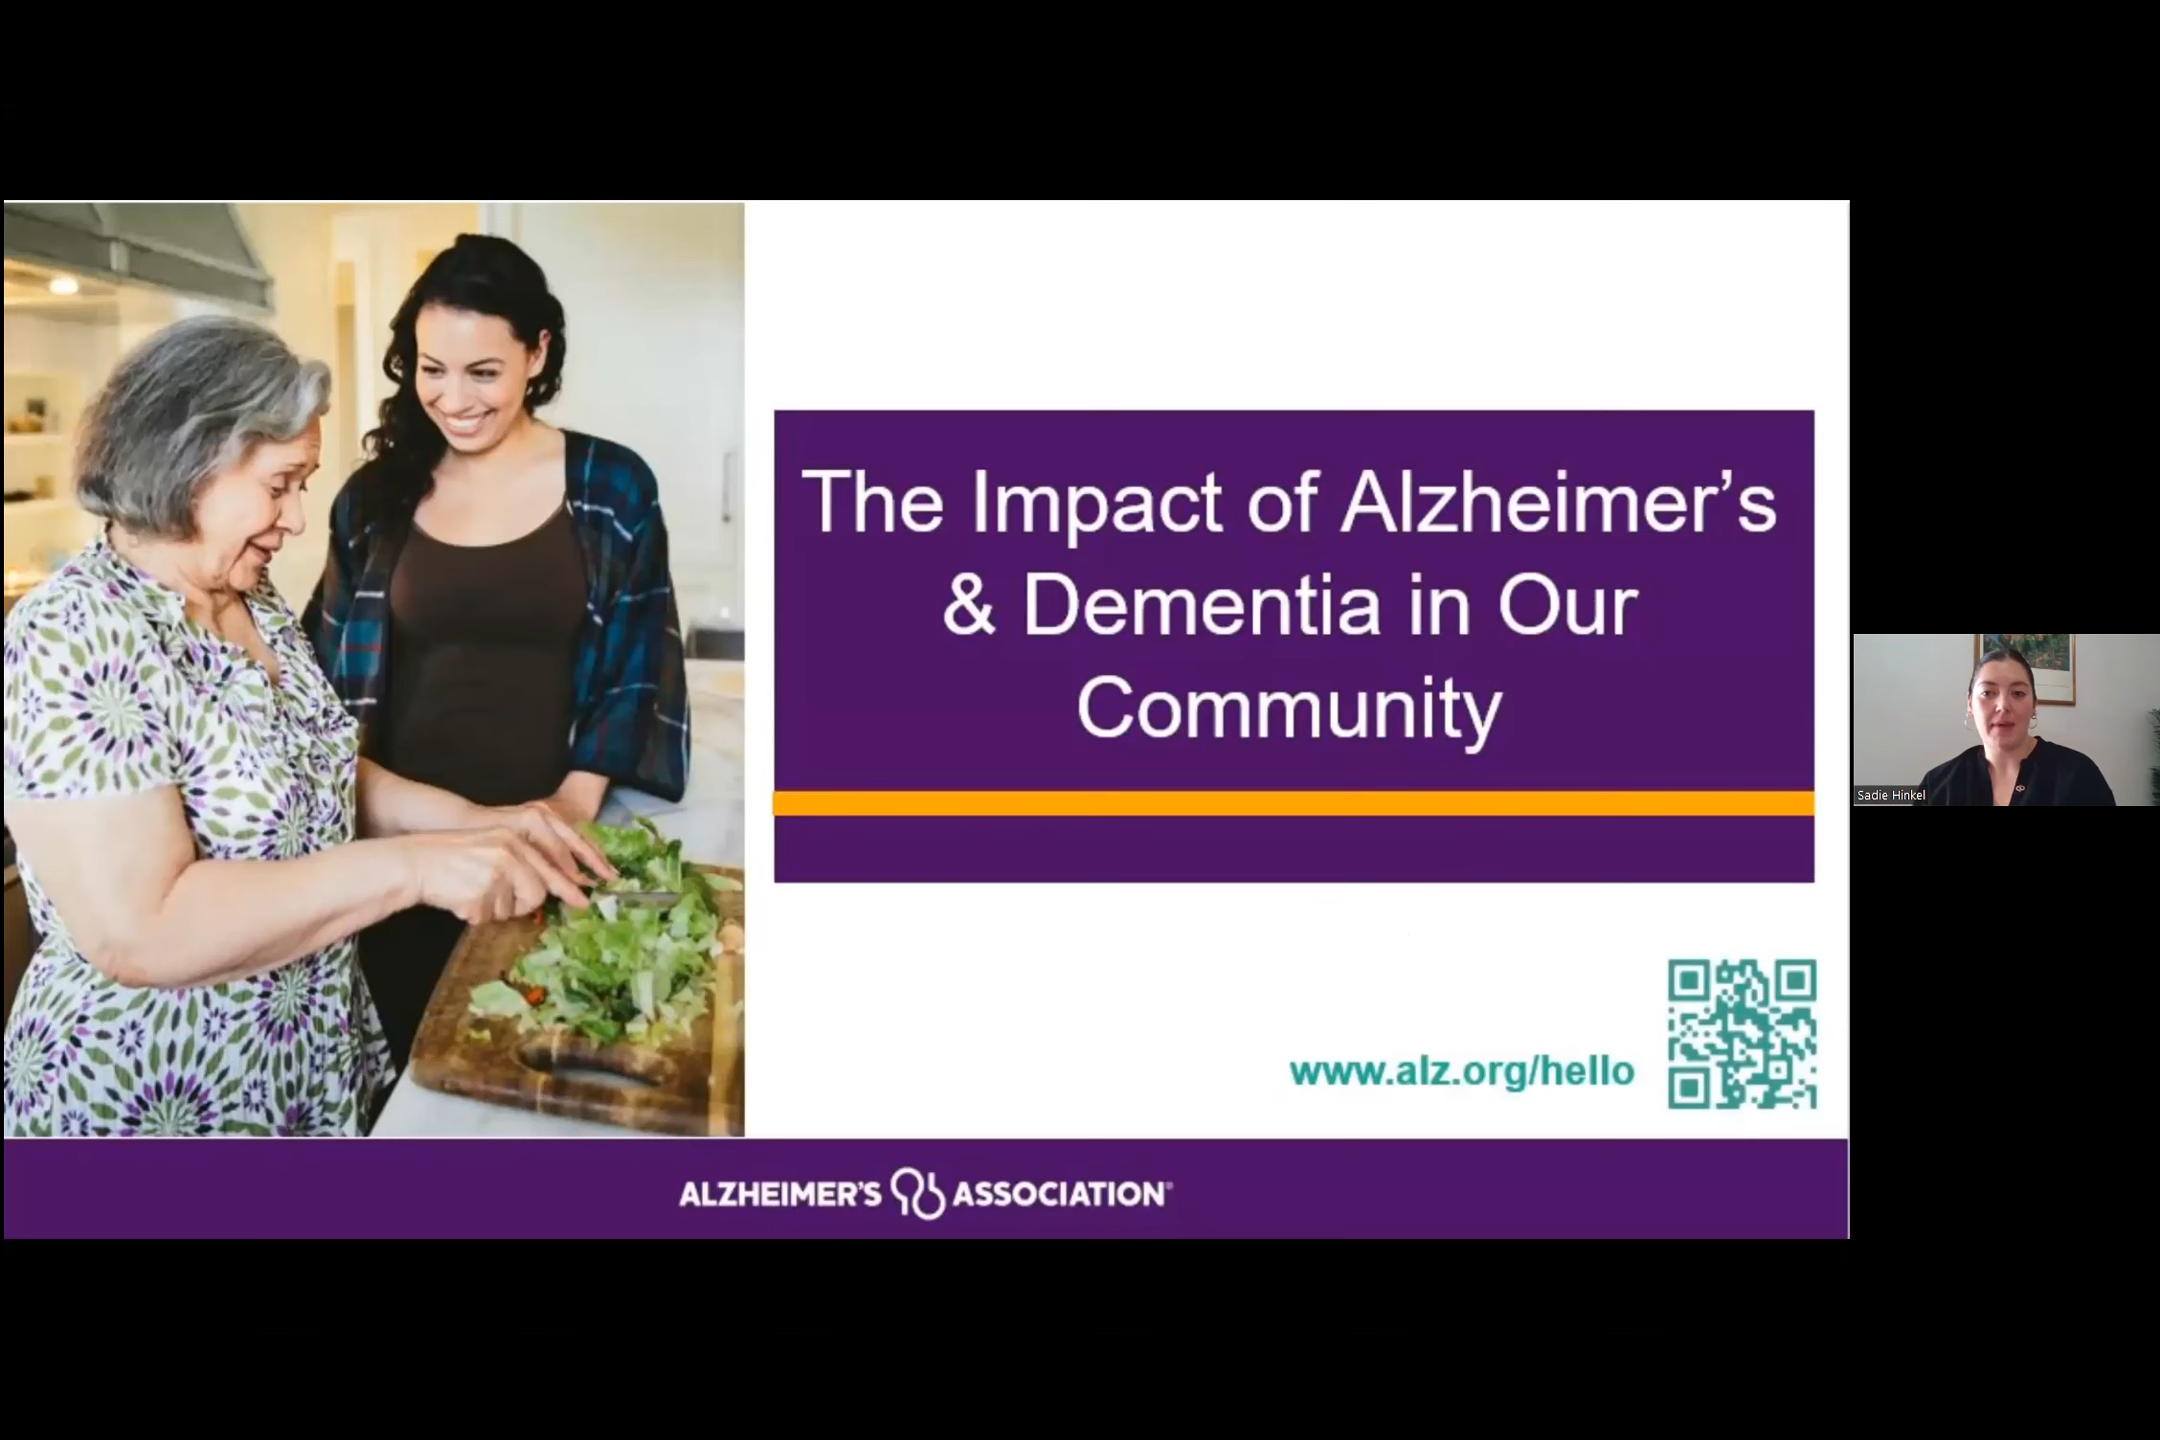 The Impact of Alzheimer’s
& Dementia in Our
Community
www.alz.org/hello
ALZHEIMER'S ASSOCIATION®
Sadie Hinkel